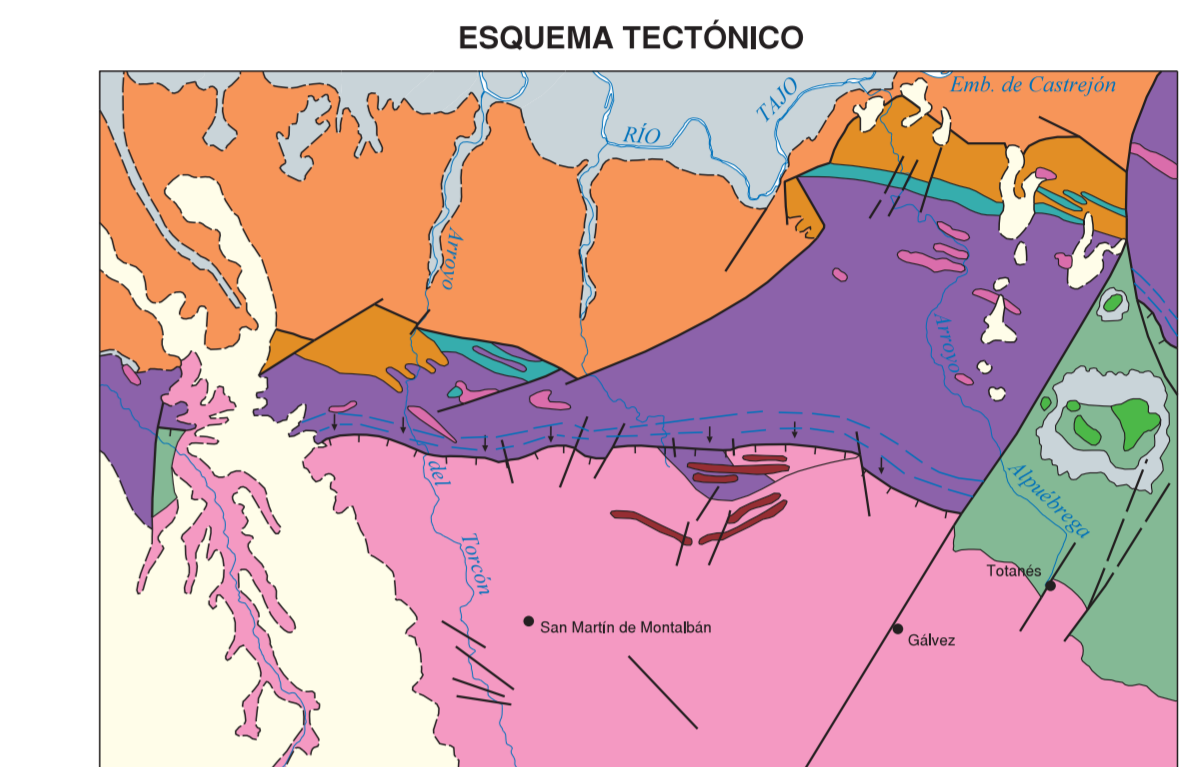 ESQUEMA TECTÓNICO
Emb. de Castrejón
TAJO
RÍO
Arroyo
Arroyo
del
Alpuébrega
Torcón
Totanés
San Martín de Montalbán
Gálvez